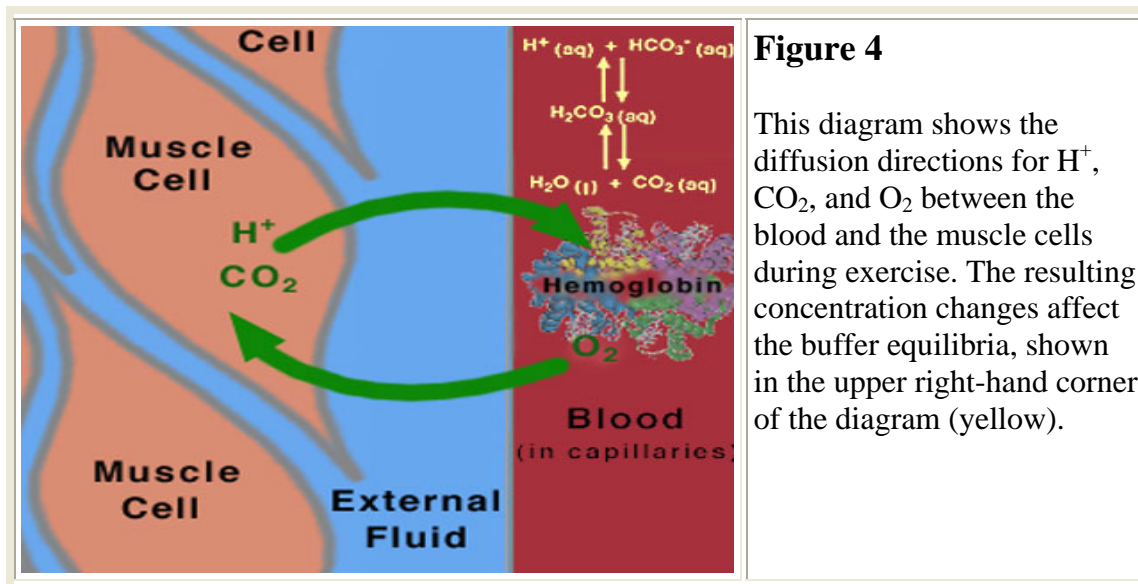 Cell
Muscle
Cell
H⁺
CO₂
Muscle
Cell
External
Fluid
H⁺ (aq) + HCO₃⁻ (aq)
H₂CO₃ (aq)
H₂O (l) + CO₂ (aq)
Hemoglobin
O₂
Blood
(in capillaries)
Figure 4
This diagram shows the
diffusion directions for H⁺,
CO₂, and O₂ between the
blood and the muscle cells
during exercise. The resulting
concentration changes affect
the buffer equilibria, shown
in the upper right-hand corner
of the diagram (yellow).